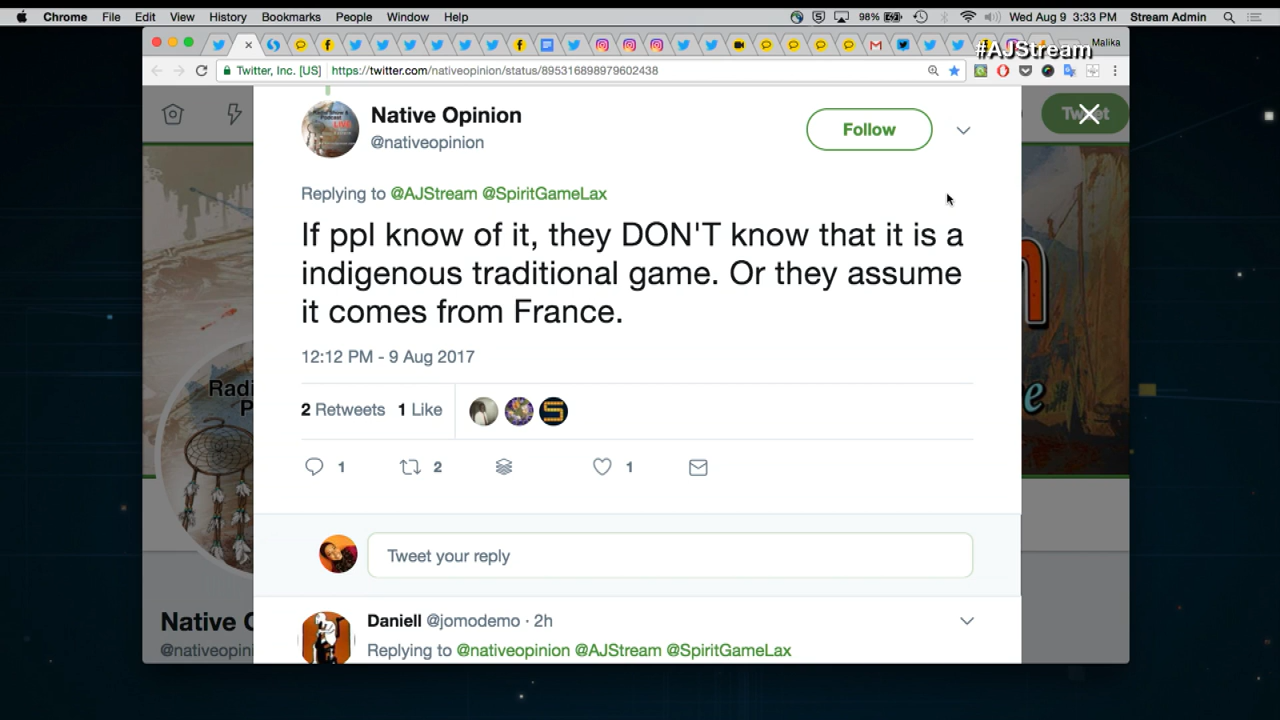 Chrome File Edit View History Bookmarks People Window Help 98% Wed Aug 9 3:33 PM Stream Admin
#AJStream
Malika
Twitter, Inc. [US] https://twitter.com/nativeopinion/status/895316898979602438
Native Opinion
@nativeopinion
Follow
Tweet
Replying to @AJStream @SpiritGameLax
If ppl know of it, they DON'T know that it is a
indigenous traditional game. Or they assume
it comes from France.
12:12 PM - 9 Aug 2017
2 Retweets 1 Like
1 2 1
Tweet your reply
Daniell @jomodemo · 2h
Replying to @nativeopinion @AJStream @SpiritGameLax
Radi
P
Native O
@nativeopini